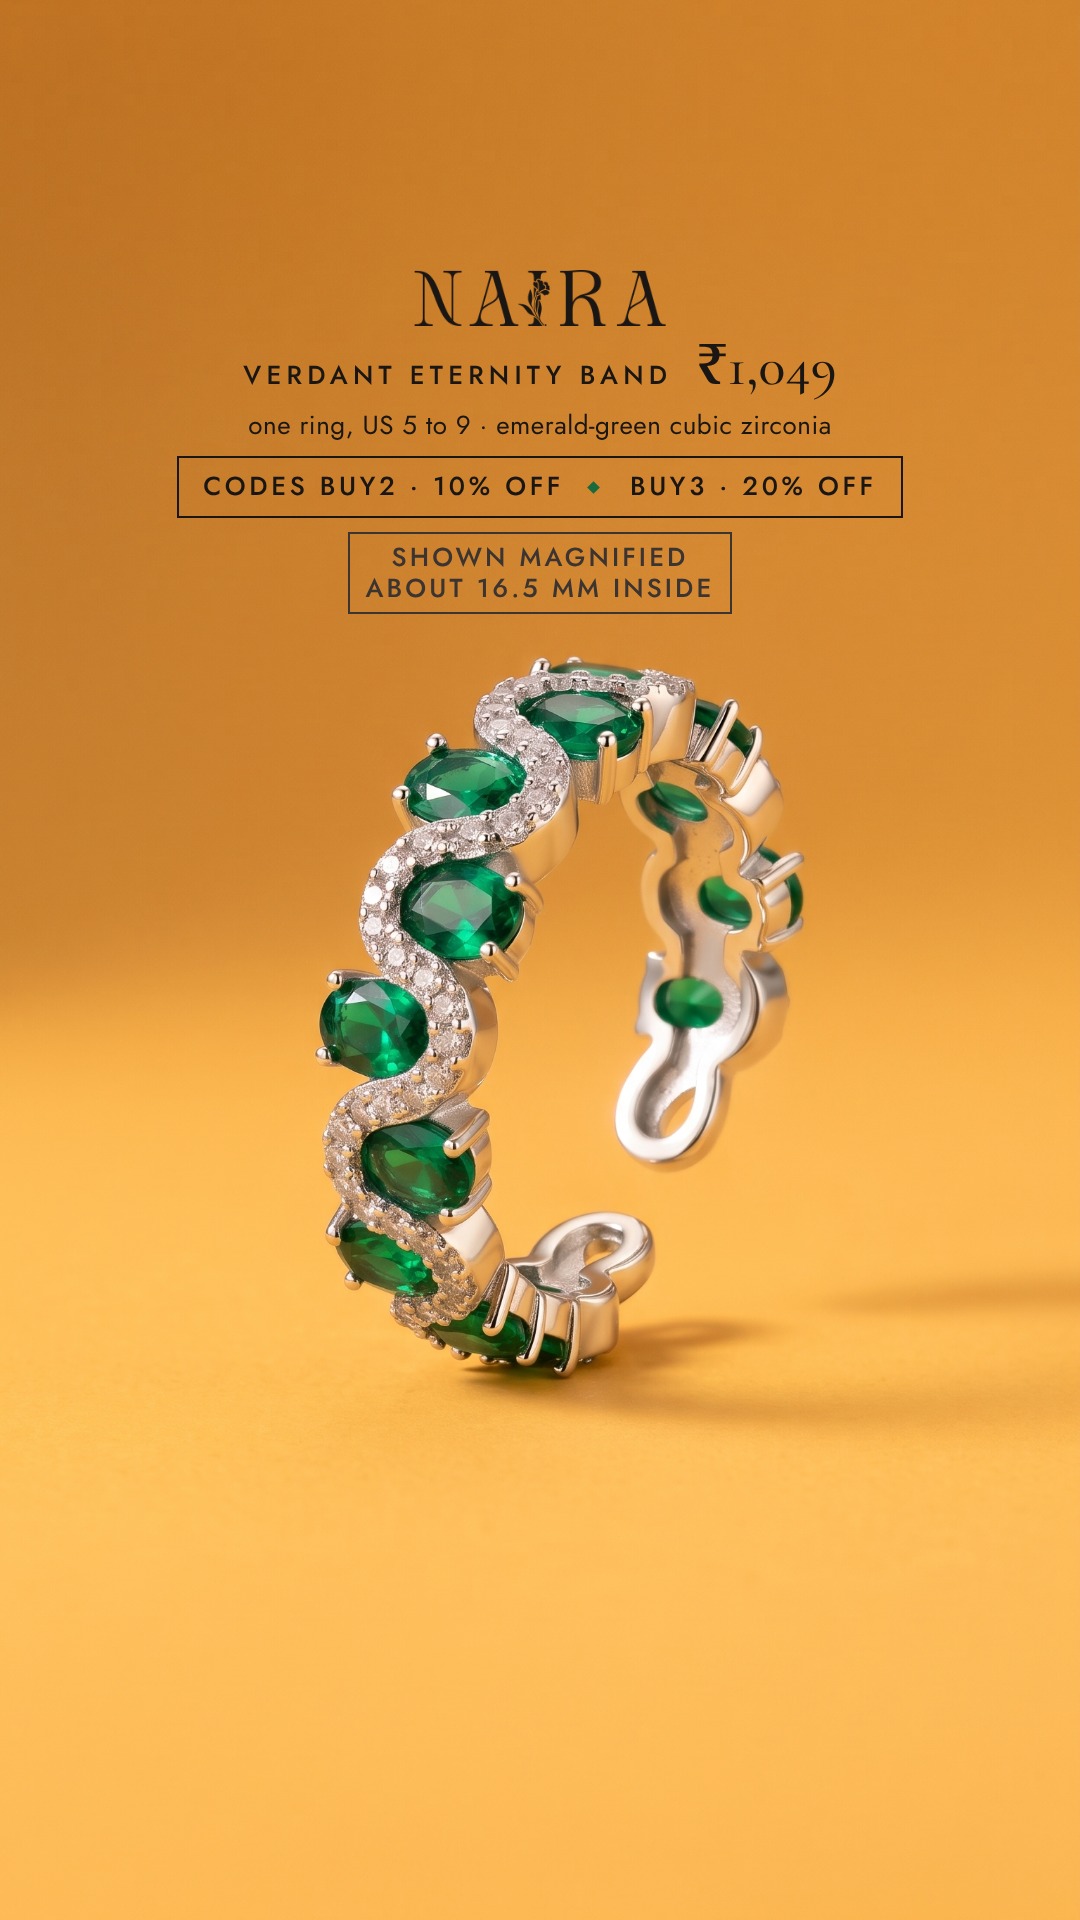 NAIRA
VERDANT ETERNITY BAND ₹1,049
one ring, US 5 to 9 · emerald-green cubic zirconia
CODES BUY2 · 10% OFF ◆ BUY3 · 20% OFF
SHOWN MAGNIFIED
ABOUT 16.5 MM INSIDE